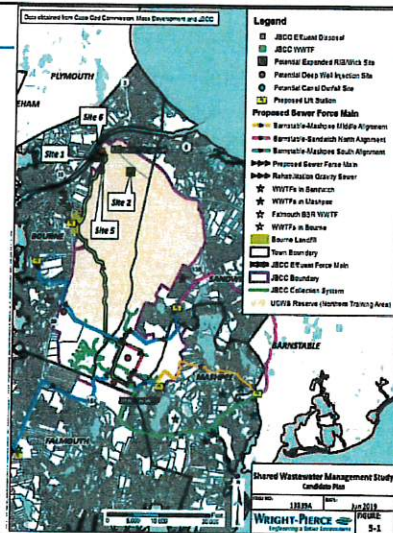 Data obtained from Cape Cod Commission, Mass Development and JBCC
PLYMOUTH
Site 6
Site 1
Site 2
Site 5
BOURNE
MASHPEE
BARNSTABLE
FALMOUTH
Legend
JBCC Effluent Disposal
JBCC WWTF
Potential Expanded RIB/Wick Site
Potential Deep Well Injection Site
Potential Canal Outfall Site
Proposed Lift Station
Proposed Sewer Force Main
Barnstable-Mashpee Middle Alignment
Barnstable-Sandwich North Alignment
Barnstable-Mashpee South Alignment
Proposed Sewer Force Main
Rehabilitation Gravity Sewer
WWTFs in Sandwich
WWTFs in Mashpee
Falmouth BBR WWTF
WWTFs in Bourne
Bourne Landfill
Town Boundary
JBCC Effluent Force Main
JBCC Boundary
JBCC Collection System
UCWS Reserve (Northern Training Area)
Shared Wastewater Management Study
Candidate Plan
DATE:
Jun 2019
WRIGHT-PIERCE
Engineering a Better Environment
FIGURE:
5-1